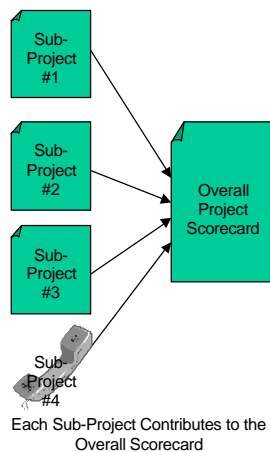 Sub-
Project
#1
Sub-
Project
#2
Sub-
Project
#3
Sub-
Project
#4
Overall
Project
Scorecard
Each Sub-Project Contributes to the
Overall Scorecard